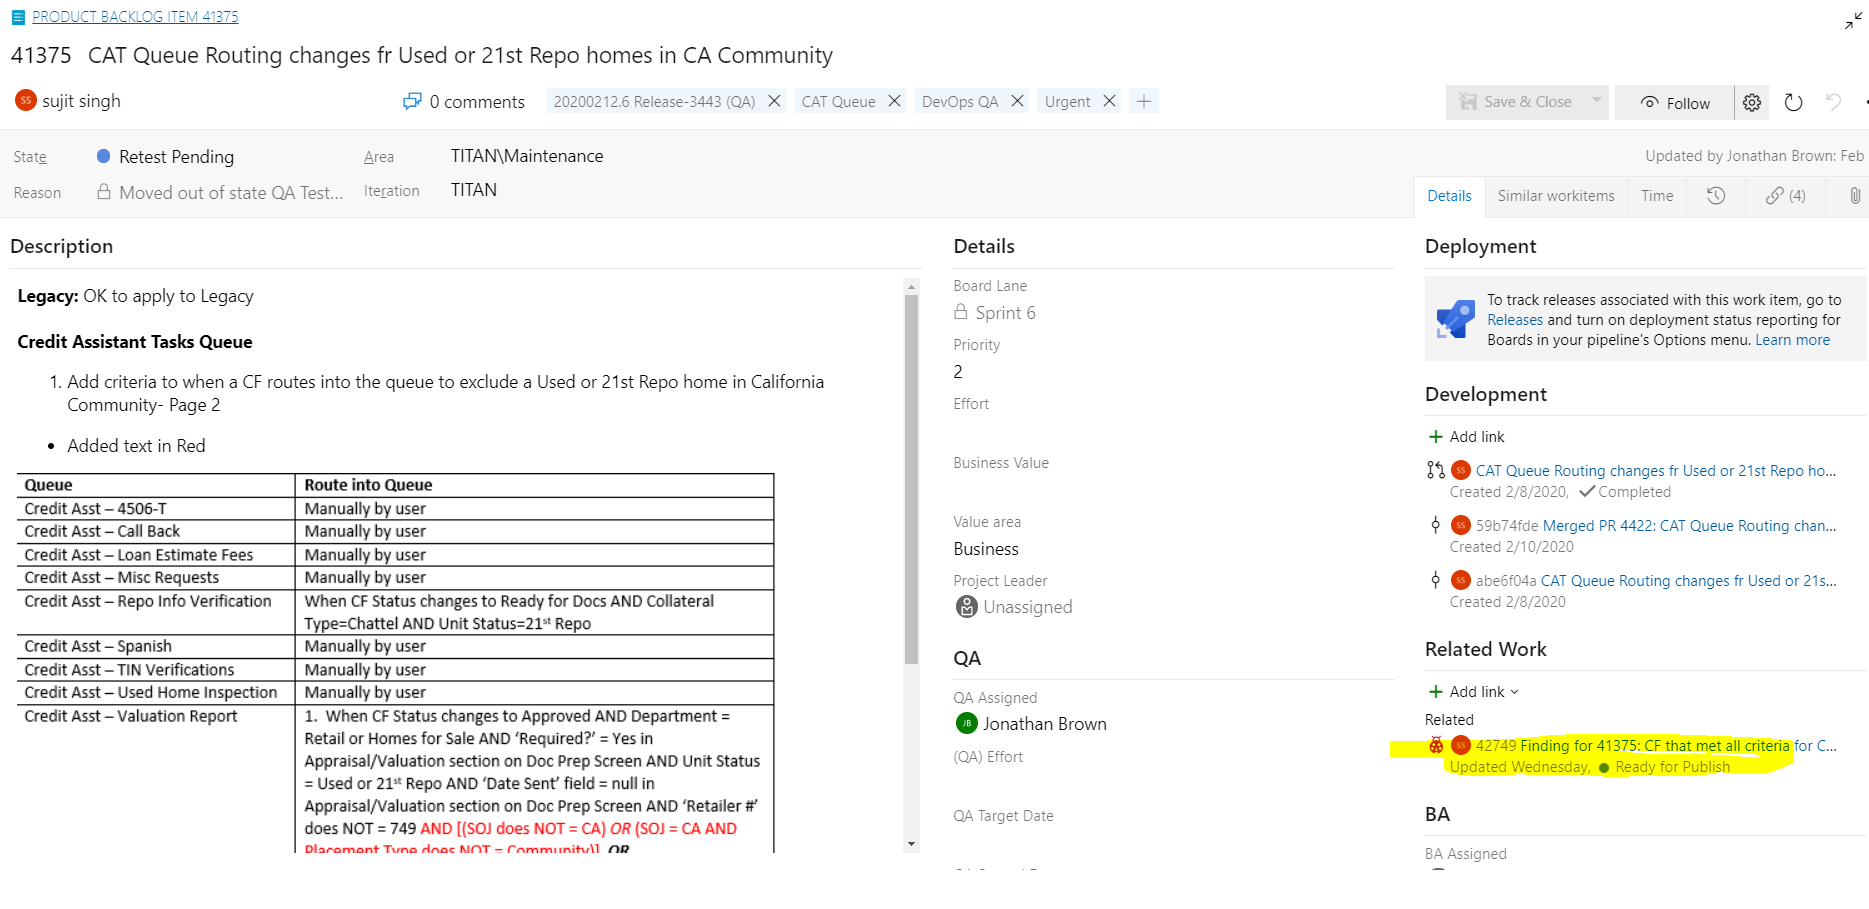 PRODUCT BACKLOG ITEM 41375
41375 CAT Queue Routing changes fr Used or 21st Repo homes in CA Community
SS sujit singh
0 comments
20200212.6 Release-3443 (QA)
CAT Queue
DevOps QA
Urgent
Save & Close
Follow
State Retest Pending
Area TITAN\Maintenance
Updated by Jonathan Brown: Feb
Reason Moved out of state QA Test...
Iteration TITAN
Details
Similar workitems
Time
(4)
Description
Legacy: OK to apply to Legacy
Credit Assistant Tasks Queue
1. Add criteria to when a CF routes into the queue to exclude a Used or 21st Repo home in California
Community- Page 2
• Added text in Red
Queue Route into Queue
Credit Asst – 4506-T Manually by user
Credit Asst – Call Back Manually by user
Credit Asst – Loan Estimate Fees Manually by user
Credit Asst – Misc Requests Manually by user
Credit Asst – Repo Info Verification When CF Status changes to Ready for Docs AND Collateral
Type=Chattel AND Unit Status=21st Repo
Credit Asst – Spanish Manually by user
Credit Asst – TIN Verifications Manually by user
Credit Asst – Used Home Inspection Manually by user
Credit Asst – Valuation Report 1. When CF Status changes to Approved AND Department =
Retail or Homes for Sale AND ‘Required?’ = Yes in
Appraisal/Valuation section on Doc Prep Screen AND Unit Status
= Used or 21st Repo AND ‘Date Sent’ field = null in
Appraisal/Valuation section on Doc Prep Screen AND ‘Retailer #’
does NOT = 749 AND [(SOJ does NOT = CA) OR (SOJ = CA AND
Placement Type does NOT = Community)] OR
Details
Board Lane
Sprint 6
Priority
2
Effort
Business Value
Value area
Business
Project Leader
Unassigned
QA
QA Assigned
JB Jonathan Brown
(QA) Effort
QA Target Date
Deployment
To track releases associated with this work item, go to
Releases and turn on deployment status reporting for
Boards in your pipeline's Options menu. Learn more
Development
Add link
SS CAT Queue Routing changes fr Used or 21st Repo ho...
Created 2/8/2020, Completed
SS 59b74fde Merged PR 4422: CAT Queue Routing chan...
Created 2/10/2020
SS abe6f04a CAT Queue Routing changes fr Used or 21s...
Created 2/8/2020
Related Work
Add link
Related
SS 42749 Finding for 41375: CF that met all criteria for C...
Updated Wednesday, Ready for Publish
BA
BA Assigned